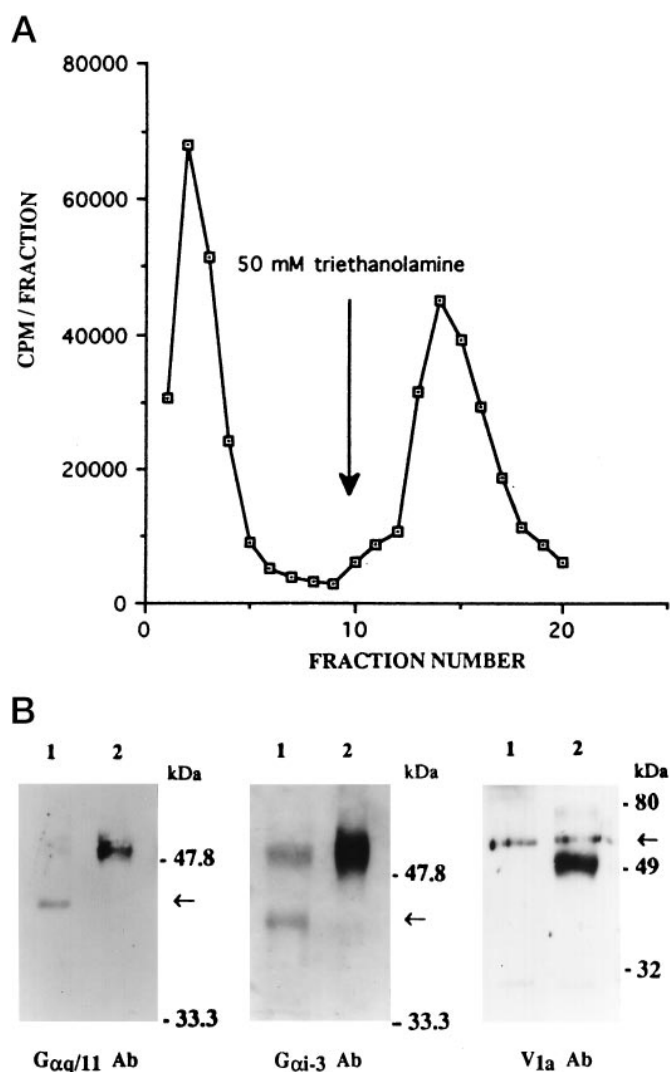 A
80000
60000
40000
20000
0
CPM / FRACTION
50 mM triethanolamine
0
10
20
FRACTION NUMBER
B
1 2
kDa
- 47.8
←
- 33.3
Gαq/11 Ab
1 2
kDa
- 47.8
←
- 33.3
Gαi-3 Ab
1 2
kDa
- 80
←
- 49
- 32
V1a Ab